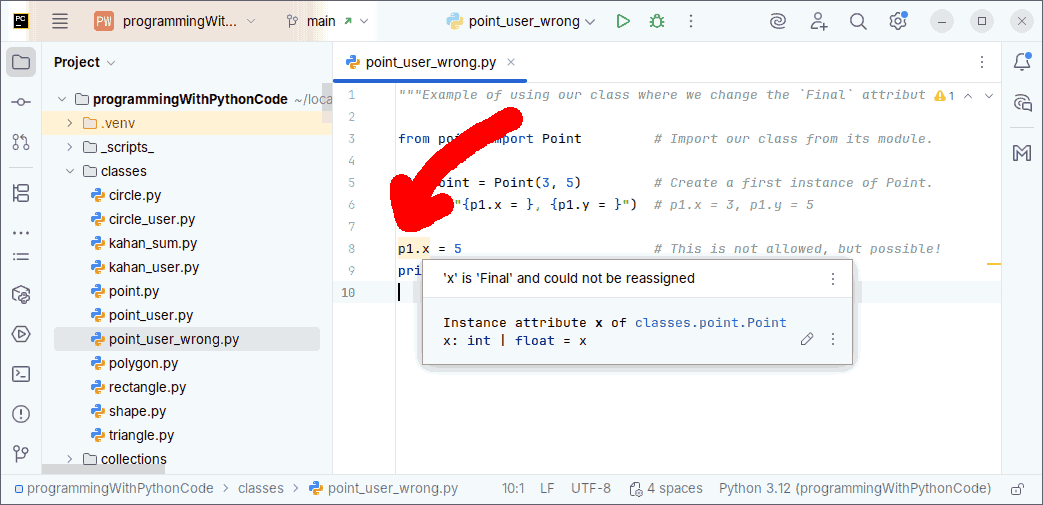 PC
PW programmingWit... main point_user_wrong
Project
point_user_wrong.py
programmingWithPythonCode ~/loca
.venv
_scripts_
classes
circle.py
circle_user.py
kahan_sum.py
kahan_user.py
point.py
point_user.py
point_user_wrong.py
polygon.py
rectangle.py
shape.py
triangle.py
collections
1 """Example of using our class where we change the `Final` attribut 1
2
3 from poi import Point # Import our class from its module.
4
5 oint = Point(3, 5) # Create a first instance of Point.
6 "{p1.x = }, {p1.y = }") # p1.x = 3, p1.y = 5
7
8 p1.x = 5 # This is not allowed, but possible!
9 pri
10
'x' is 'Final' and could not be reassigned
Instance attribute x of classes.point.Point
x: int | float = x
programmingWithPythonCode > classes > point_user_wrong.py 10:1 LF UTF-8 4 spaces Python 3.12 (programmingWithPythonCode)